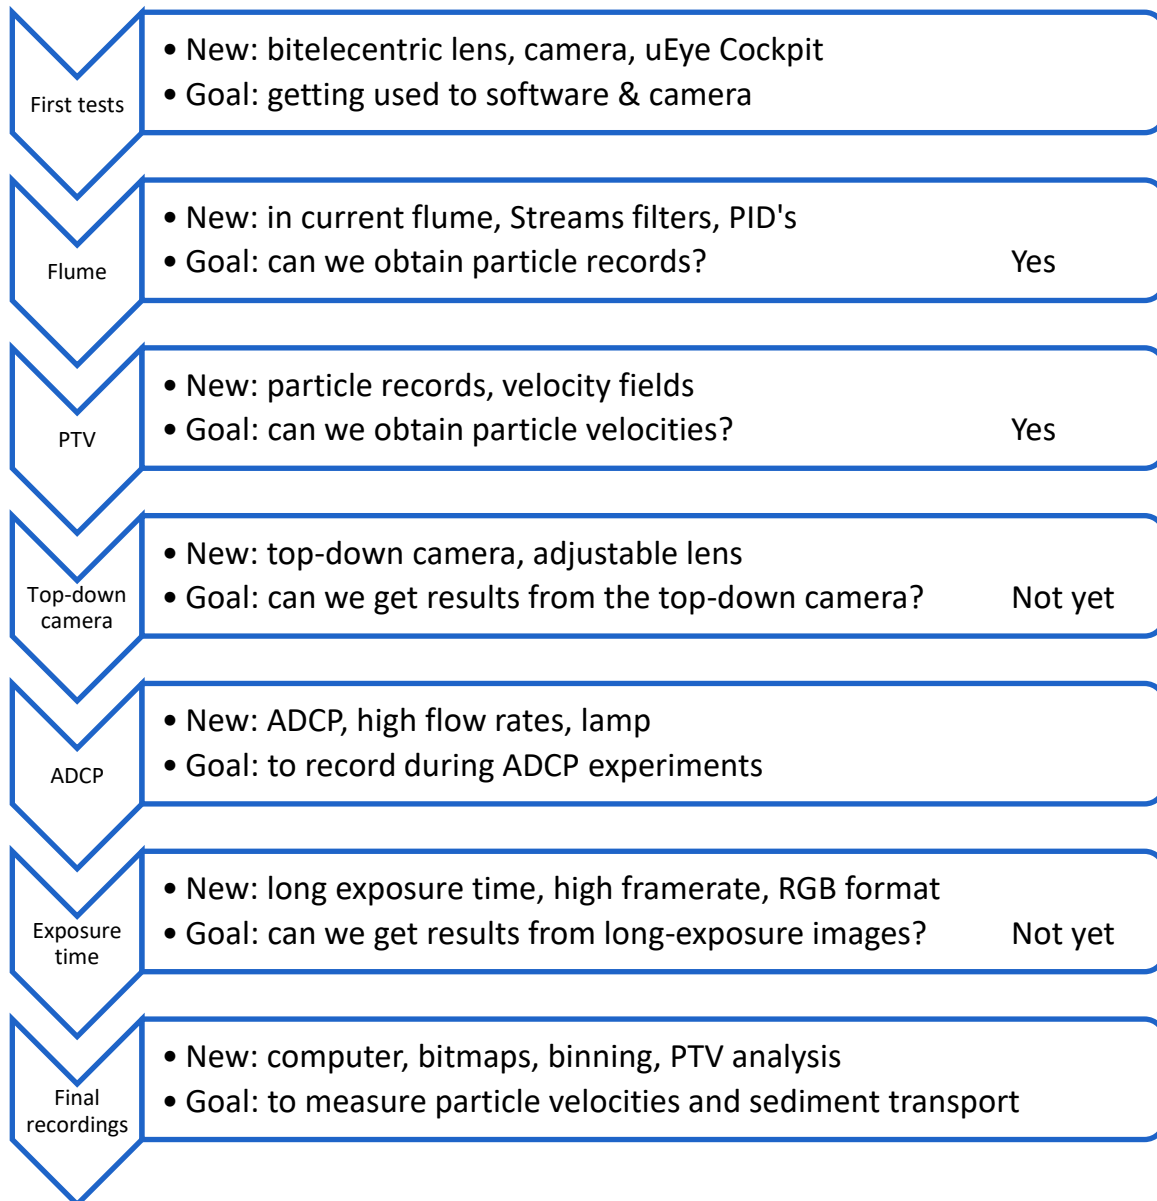 First tests
• New: bitelecentric lens, camera, uEye Cockpit
• Goal: getting used to software & camera
Flume
• New: in current flume, Streams filters, PID's
• Goal: can we obtain particle records? Yes
PTV
• New: particle records, velocity fields
• Goal: can we obtain particle velocities? Yes
Top-down
camera
• New: top-down camera, adjustable lens
• Goal: can we get results from the top-down camera? Not yet
ADCP
• New: ADCP, high flow rates, lamp
• Goal: to record during ADCP experiments
Exposure
time
• New: long exposure time, high framerate, RGB format
• Goal: can we get results from long-exposure images? Not yet
Final
recordings
• New: computer, bitmaps, binning, PTV analysis
• Goal: to measure particle velocities and sediment transport